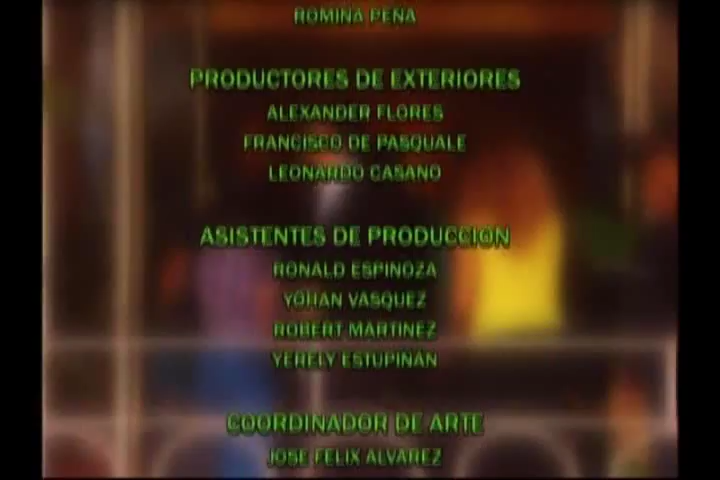 ROMINA PEÑA
PRODUCTORES DE EXTERIORES
ALEXANDER FLORES
FRANCISCO DE PASQUALE
LEONARDO CASANO
ASISTENTES DE PRODUCCION
RONALD ESPINOZA
YOHAN VASQUEZ
ROBERT MARTINEZ
YERELY ESTUPIÑAN
COORDINADOR DE ARTE
JOSE FELIX ALVAREZ